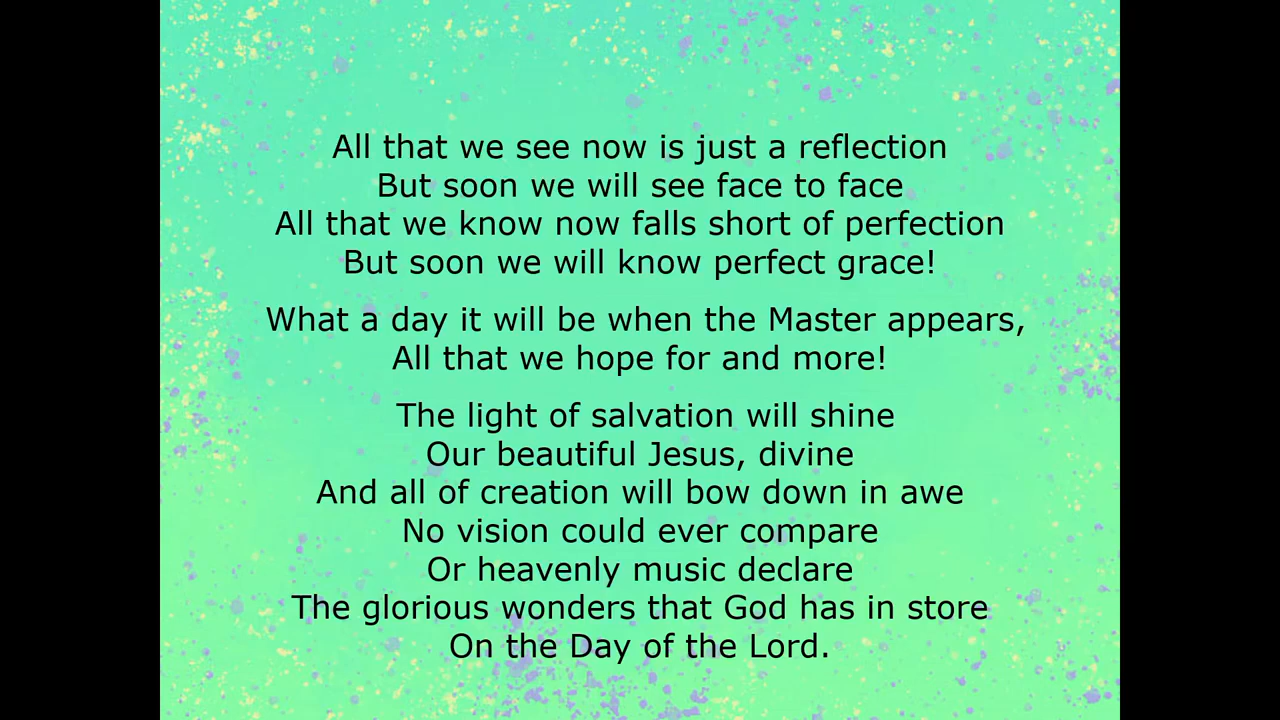 All that we see now is just a reflection
But soon we will see face to face
All that we know now falls short of perfection
But soon we will know perfect grace!
What a day it will be when the Master appears,
All that we hope for and more!
The light of salvation will shine
Our beautiful Jesus, divine
And all of creation will bow down in awe
No vision could ever compare
Or heavenly music declare
The glorious wonders that God has in store
On the Day of the Lord.